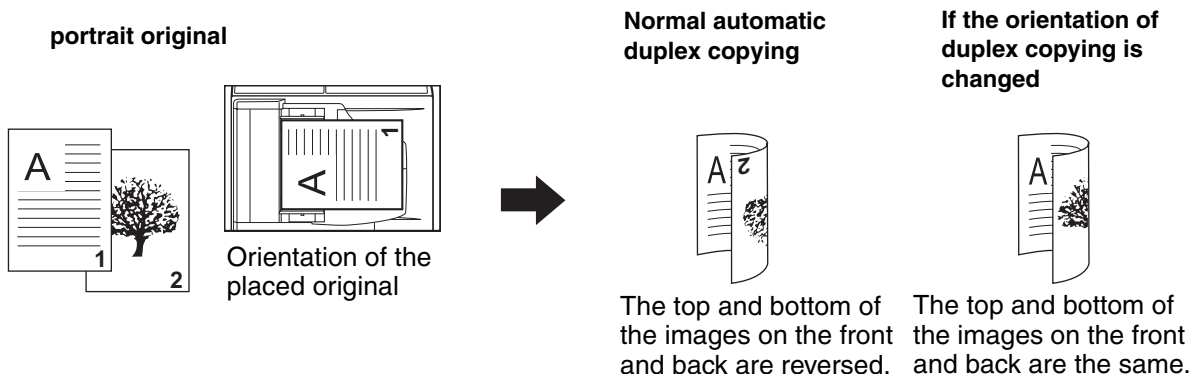 portrait original
A
1
2
1
A
Orientation of the
placed original
Normal automatic
duplex copying
A
2
The top and bottom of
the images on the front
and back are reversed.
If the orientation of
duplex copying is
changed
A
The top and bottom of
the images on the front
and back are the same.